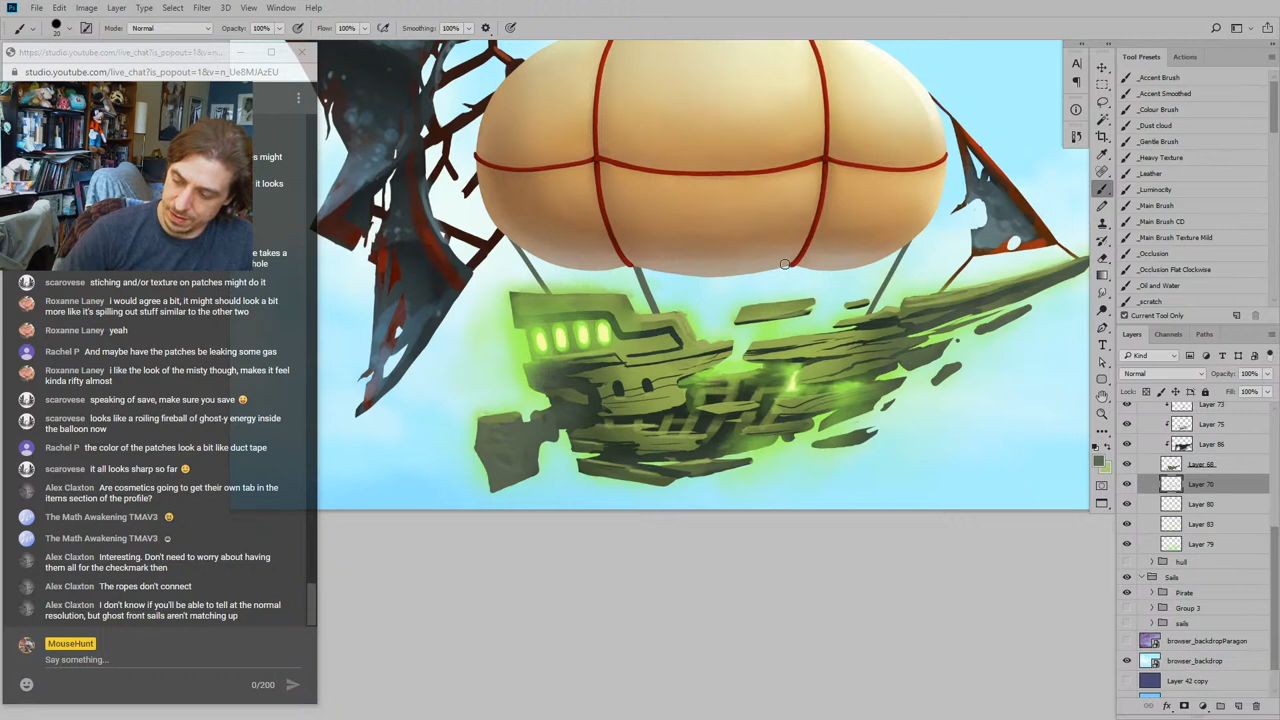 Ps File Edit Image Layer Type Select Filter 3D View Window Help
20 Mode: Normal Opacity: 100% Flow: 100% Smoothing: 100%
https://studio.youtube.com/live_chat?is_popout=1&v=n_...
studio.youtube.com/live_chat?is_popout=1&v=n_Ue8MJAzEU
s might
it looks
e takes a
hole
scarovese stiching and/or texture on patches might do it
Roxanne Laney i would agree a bit, it might should look a bit
more like it's spilling out stuff similar to the other two
Roxanne Laney yeah
Rachel P And maybe have the patches be leaking some gas
Roxanne Laney i like the look of the misty though, makes it feel
kinda rifty almost
scarovese speaking of save, make sure you save 😝
scarovese looks like a roiling fireball of ghost-y energy inside
the balloon now
Rachel P the color of the patches look a bit like duct tape
scarovese it all looks sharp so far 😀
Alex Claxton Are cosmetics going to get their own tab in the
items section of the profile?
The Math Awakening TMAV3 😀
The Math Awakening TMAV3 ☺
Alex Claxton Interesting. Don't need to worry about having
them all for the checkmark then
Alex Claxton The ropes don't connect
Alex Claxton I don't know if you'll be able to tell at the normal
resolution, but ghost front sails aren't matching up
MouseHunt
Say something...
0/200
Tool Presets
_Accent Brush
_Accent Smoothed
_Colour Brush
_Dust cloud
_Gentle Brush
_Heavy Texture
_Leather
_Luminocity
_Main Brush
_Main Brush CD
_Main Brush Texture Mild
_Occlusion
_Occlusion Flat Clockwise
_Oil and Water
_scratch
Current Tool Only
Layers Channels Paths
Kind
Normal Opacity: 100%
Lock: Fill: 100%
Layer 73
Layer 75
Layer 86
Layer 68
Layer 70
Layer 80
Layer 83
Layer 79
hull
Sails
Pirate
Group 3
sails
browser_backdropParagon
browser_backdrop
Layer 42 copy